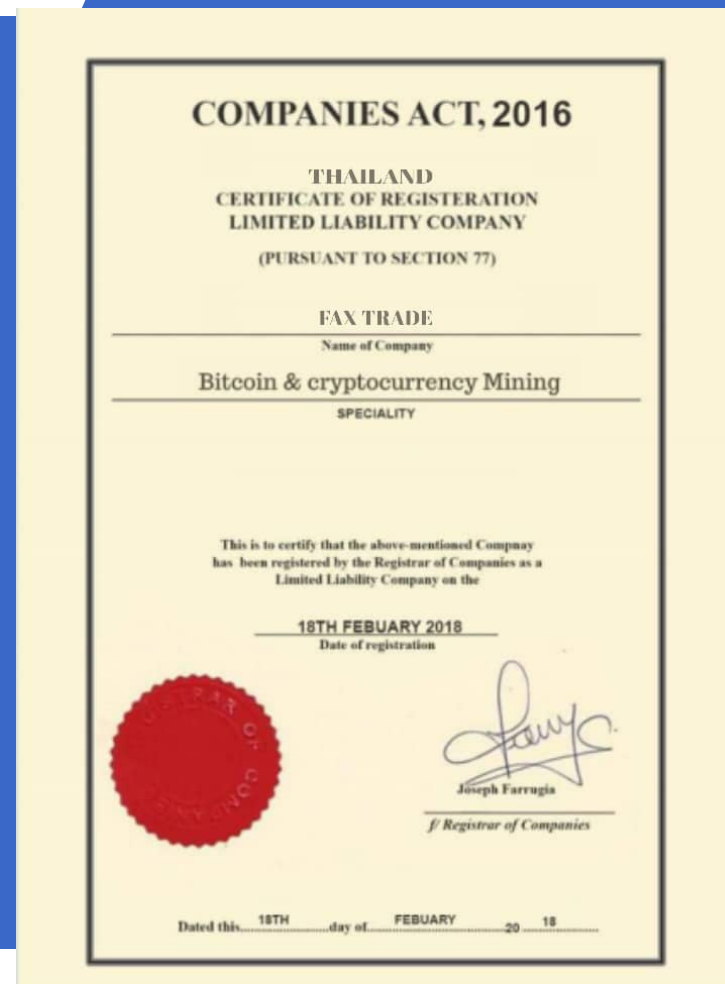 COMPANIES ACT, 2016
THAILAND
CERTIFICATE OF REGISTERATION
LIMITED LIABILITY COMPANY
(PURSUANT TO SECTION 77)
FAX TRADE
Name of Company
Bitcoin & cryptocurrency Mining
SPECIALITY
This is to certify that the above-mentioned Compnay
has been registered by the Registrar of Companies as a
Limited Liability Company on the
18TH FEBUARY 2018
Date of registration
Joseph Farrugia
f/ Registrar of Companies
Dated this 18TH day of FEBUARY 20 18